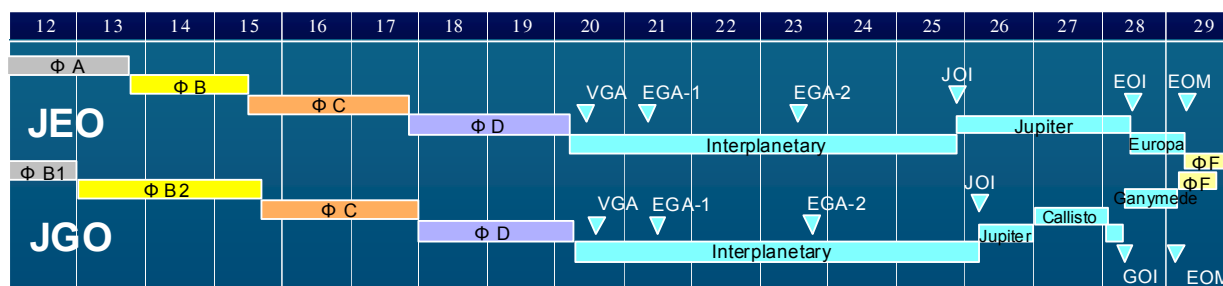 12 13 14 15 16 17 18 19 20 21 22 23 24 25 26 27 28 29
Φ A
JOI EOI EOM
Φ B VGA EGA-1 EGA-2
Φ C
JEO Φ D Jupiter
Interplanetary Europa
Φ B1 ΦF
Φ B2 JOI ΦF
VGA EGA-1 EGA-2 Ganymede
Φ C Callisto
JGO Φ D Jupiter
Interplanetary
GOI EOM